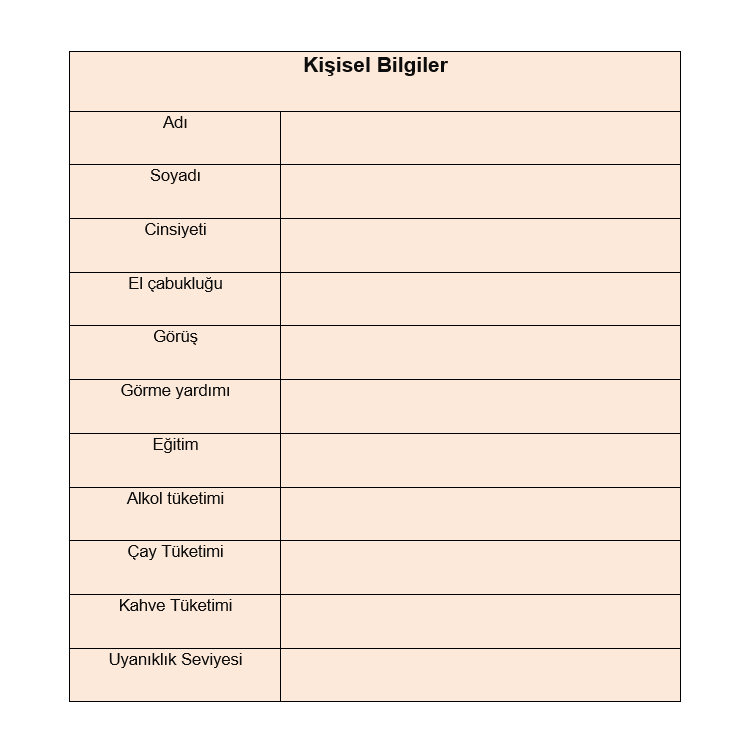 Kişisel Bilgiler
Adı
Soyadı
Cinsiyeti
El çabukluğu
Görüş
Görme yardımı
Eğitim
Alkol tüketimi
Çay Tüketimi
Kahve Tüketimi
Uyanıklık Seviyesi